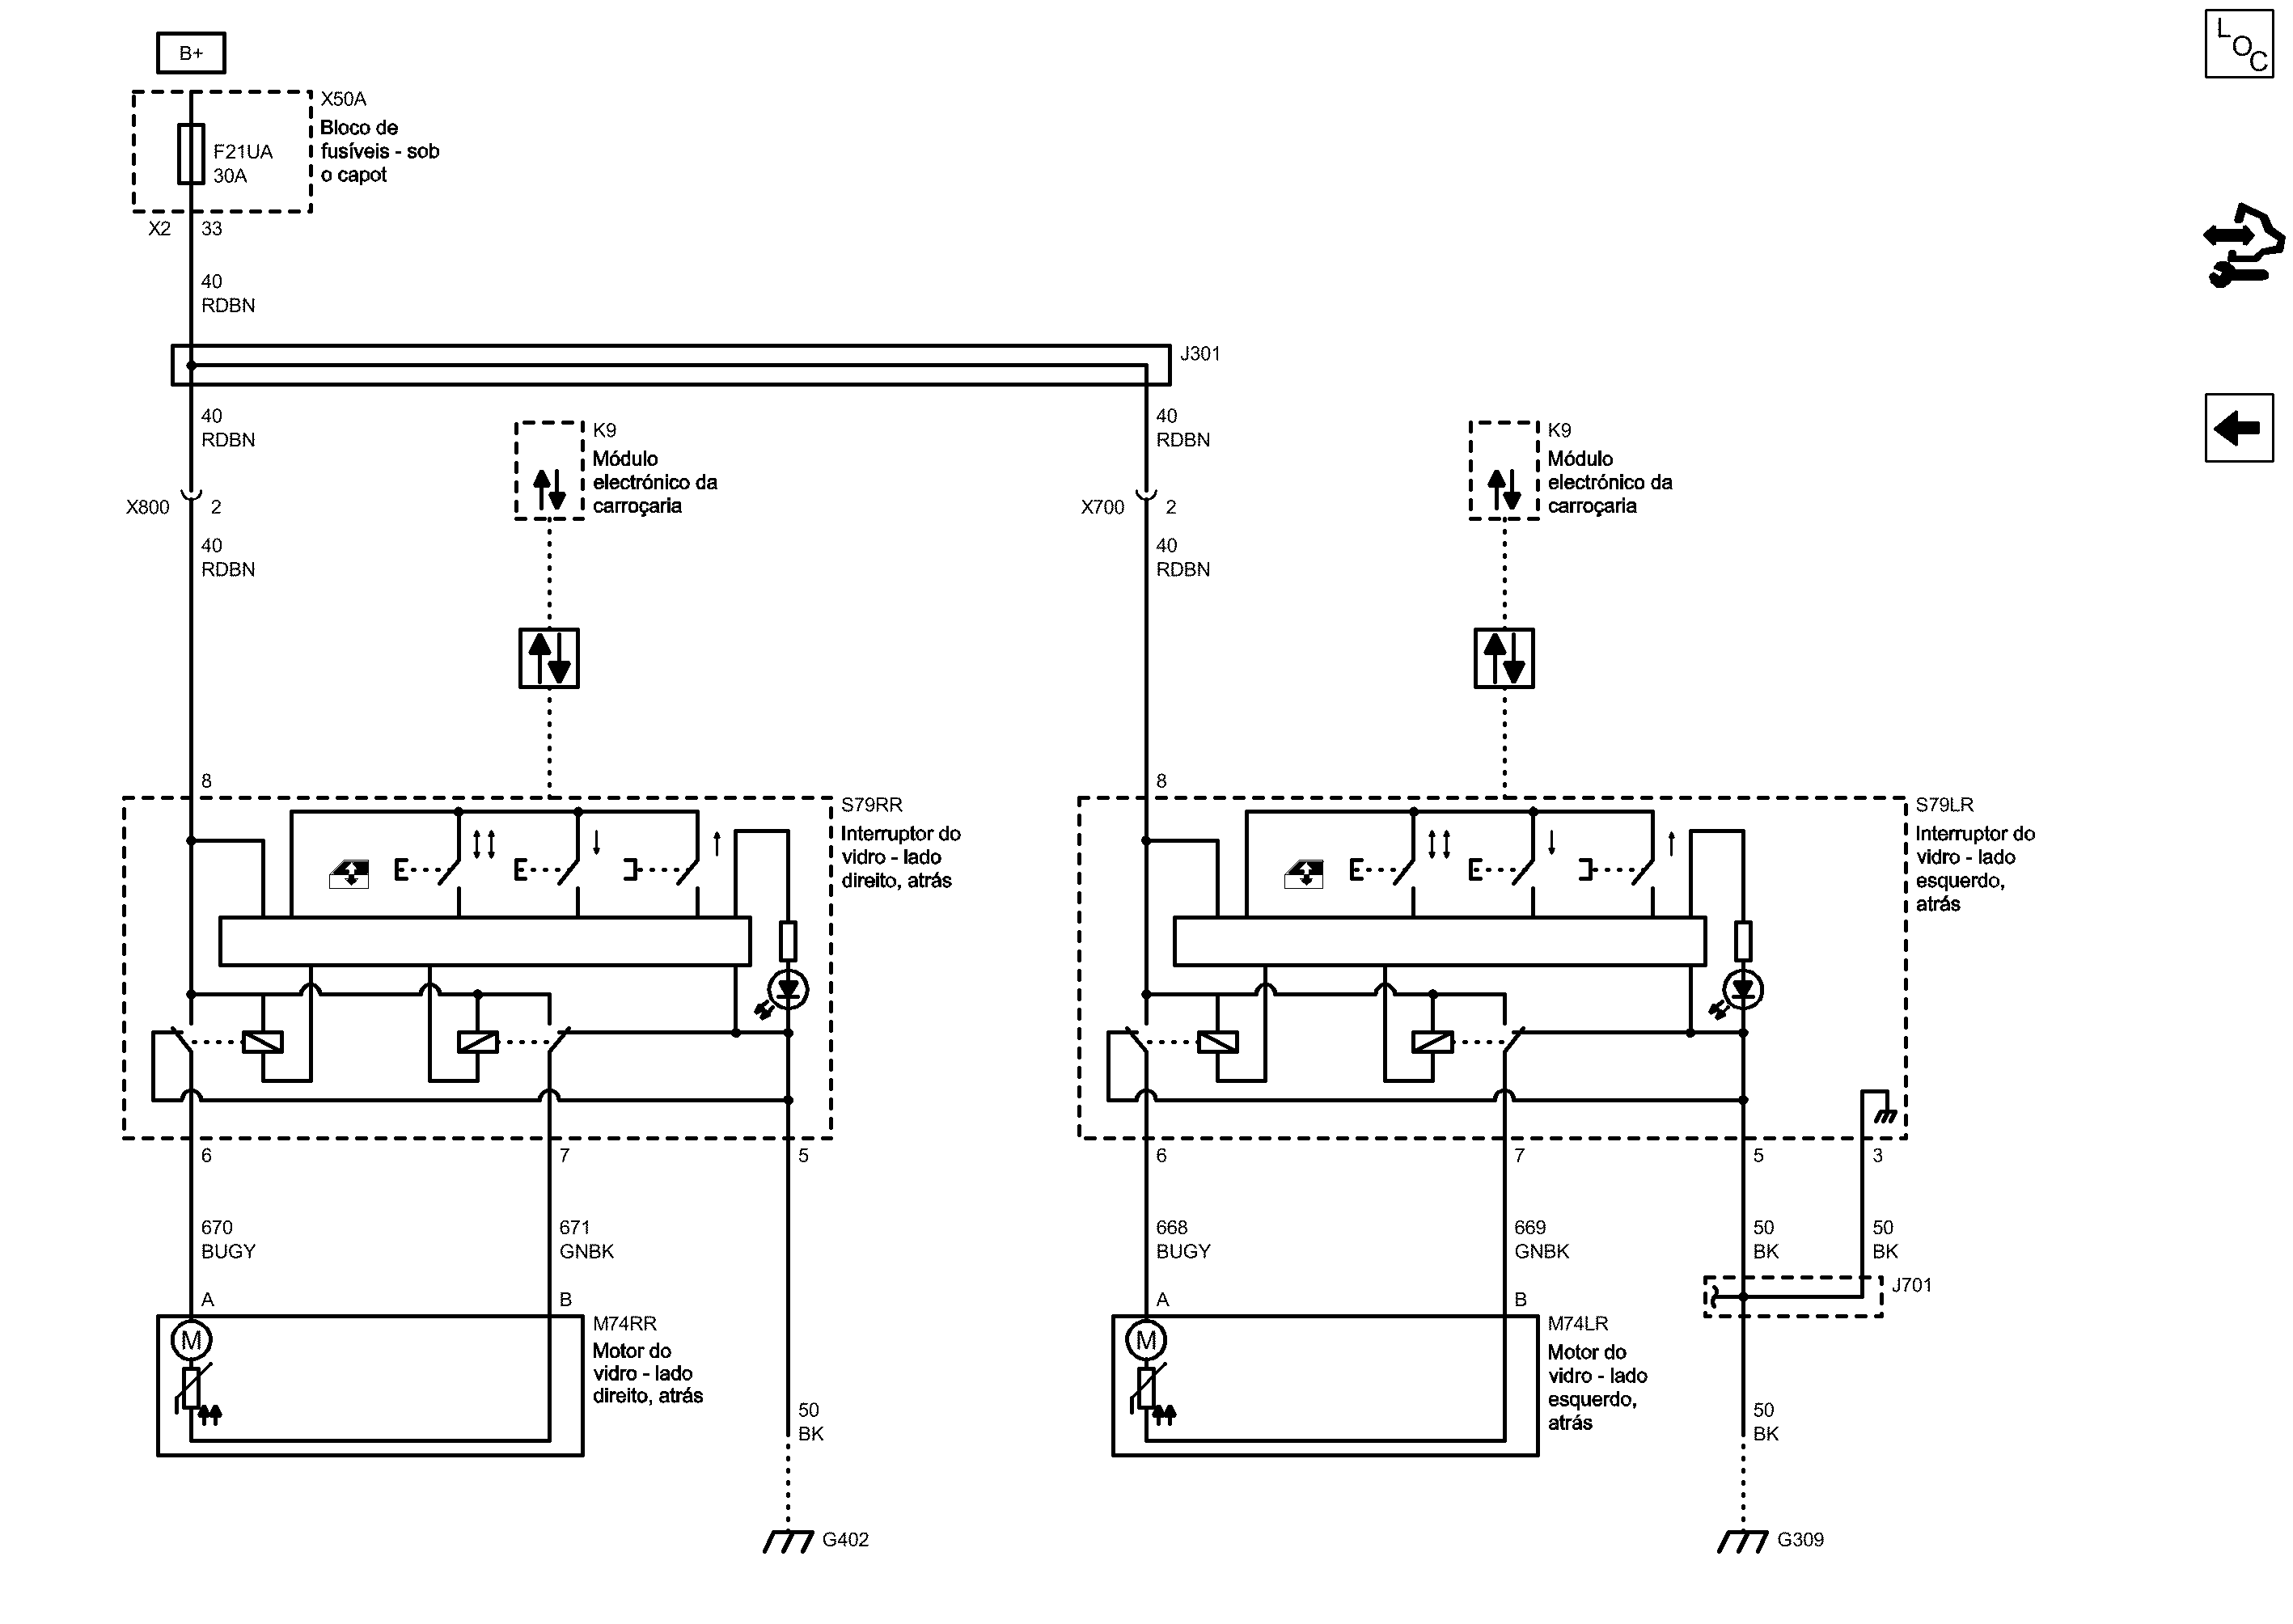 B+
LOC
X50A
Bloco de
fusíveis - sob
o capot
F21UA
30A
X2 33
40
RDBN
J301
40
RDBN
K9
Módulo
electrónico da
carroçaria
40
RDBN
K9
Módulo
electrónico da
carroçaria
X800 2
X700 2
40
RDBN
40
RDBN
8
8
S79RR
Interruptor do
vidro - lado
direito, atrás
S79LR
Interruptor do
vidro - lado
esquerdo,
atrás
6 7 5
6 7 5 3
670
BUGY
671
GNBK
668
BUGY
669
GNBK
50
BK
50
BK
J701
A B
M74RR
Motor do
vidro - lado
direito, atrás
M
A B
M74LR
Motor do
vidro - lado
esquerdo,
atrás
M
50
BK
50
BK
G402
G309